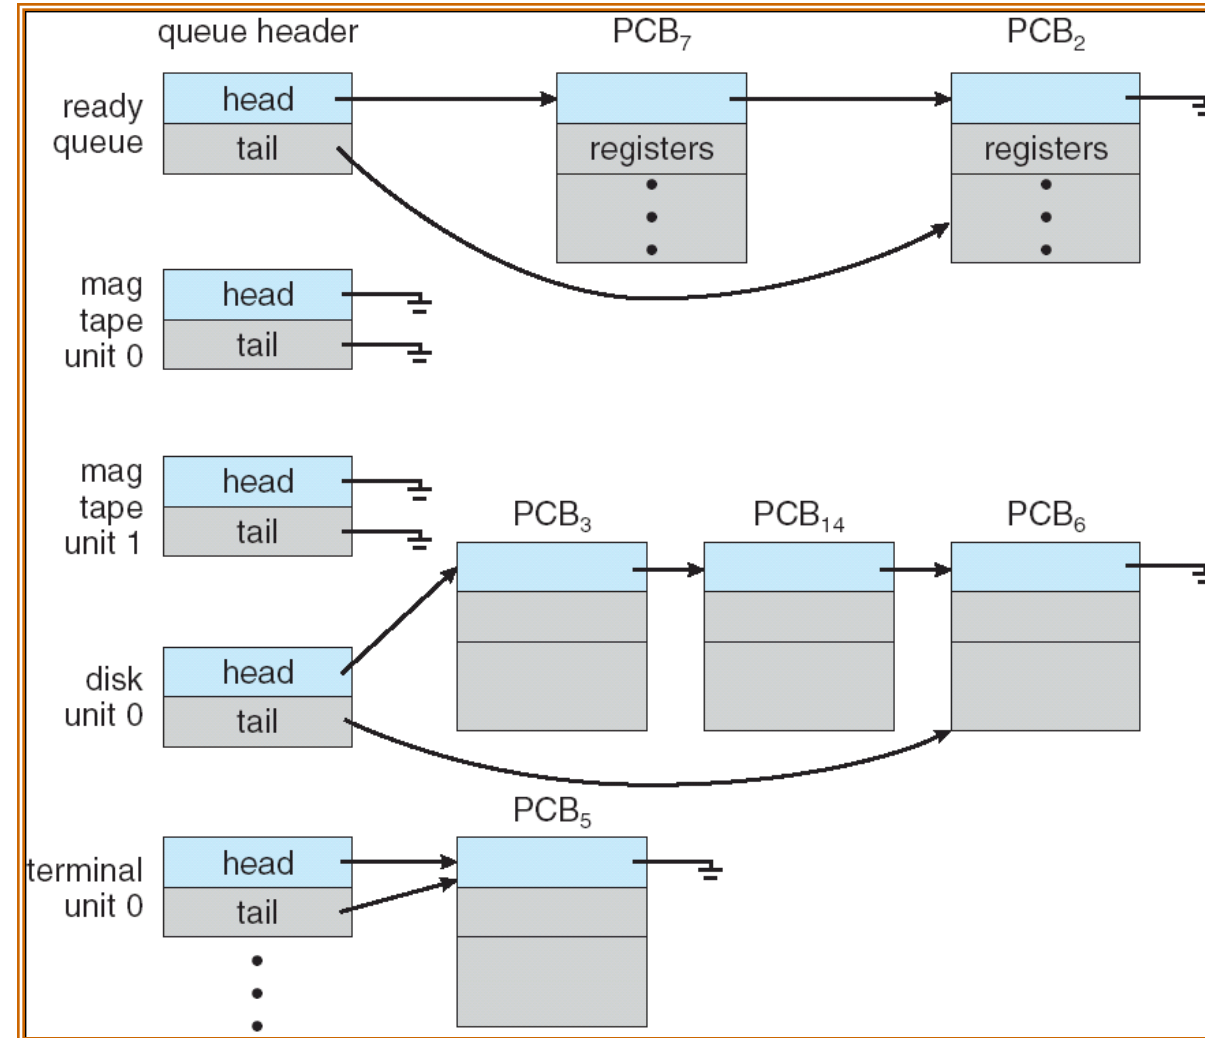 queue header
PCB₇
PCB₂
ready
queue
head
tail
registers
registers
mag
tape
unit 0
head
tail
mag
tape
unit 1
head
tail
PCB₃
PCB₁₄
PCB₆
disk
unit 0
head
tail
PCB₅
terminal
unit 0
head
tail